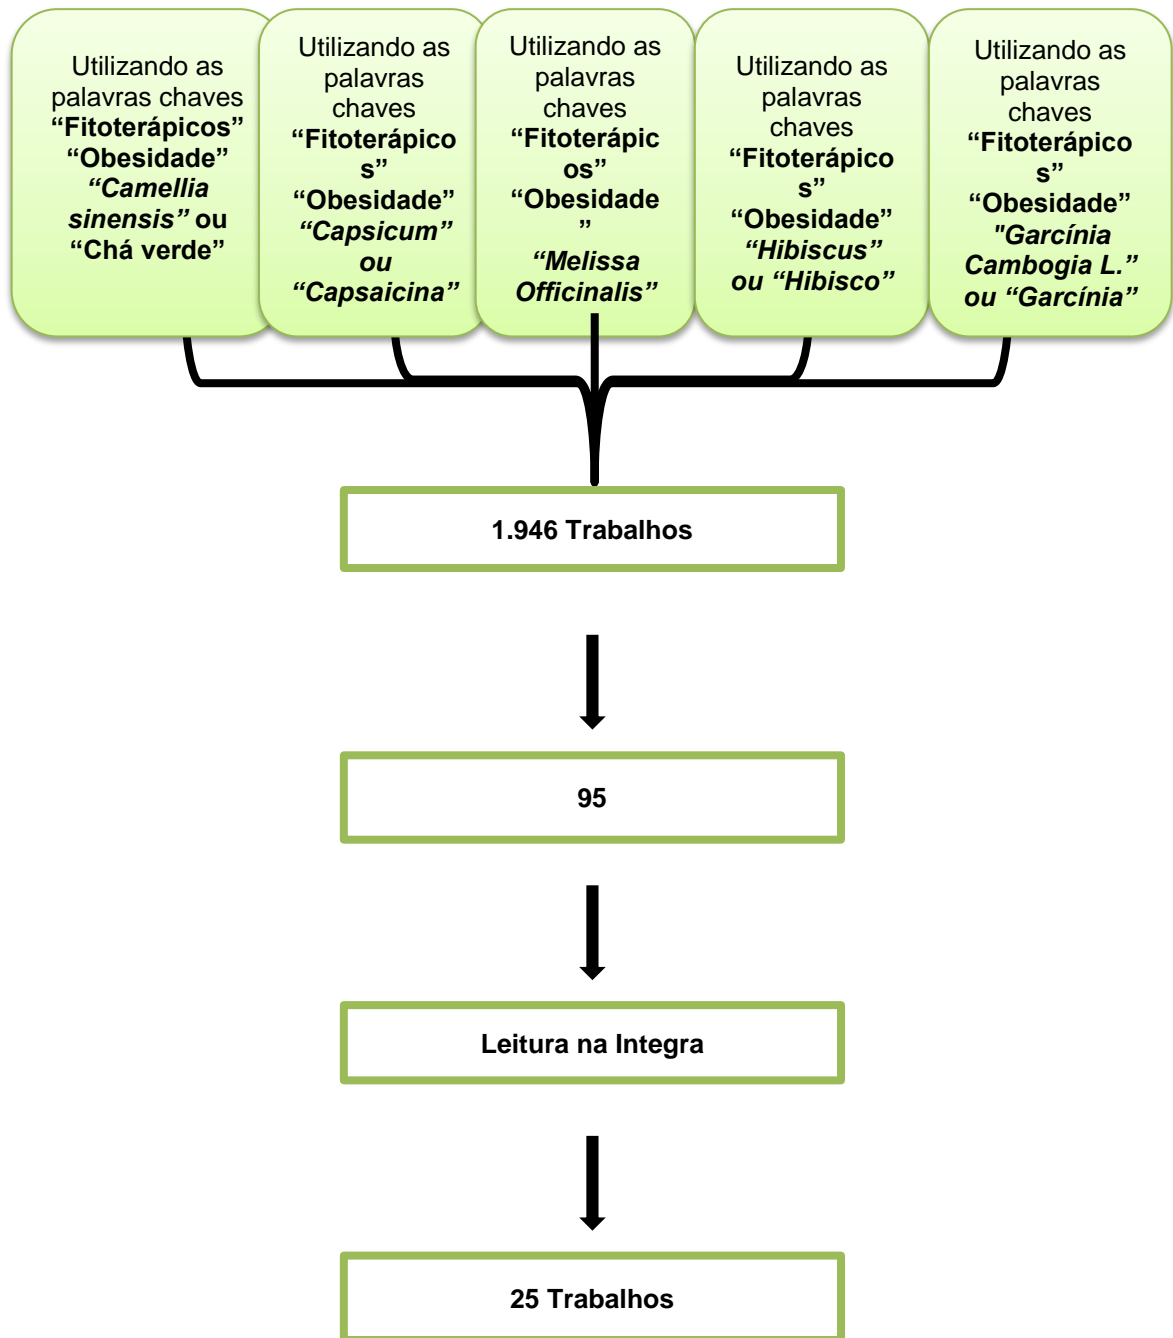 Utilizando as
palavras chaves
“Fitoterápicos”
“Obesidade”
“Camellia
sinensis” ou
“Chá verde”
Utilizando as
palavras
chaves
“Fitoterápico
s”
“Obesidade”
“Capsicum”
ou
“Capsaicina”
Utilizando as
palavras
chaves
“Fitoterápic
os”
“Obesidade
”
“Melissa
Officinalis”
Utilizando as
palavras
chaves
“Fitoterápico
s”
“Obesidade”
“Hibiscus”
ou “Hibisco”
Utilizando as
palavras
chaves
“Fitoterápico
s”
“Obesidade”
"Garcínia
Cambogia L.”
ou “Garcínia”
1.946 Trabalhos
95
Leitura na Integra
25 Trabalhos